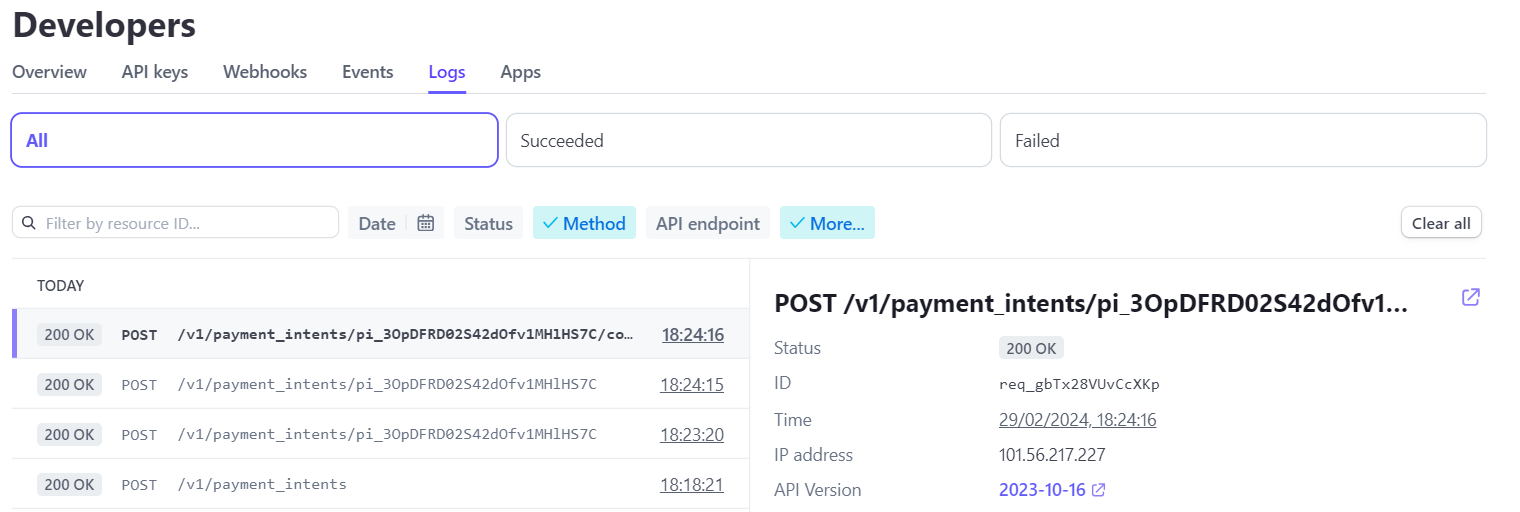 Developers
Overview API keys Webhooks Events Logs Apps
All Succeeded Failed
Filter by resource ID... Date Status Method API endpoint More... Clear all
TODAY
200 OK POST /v1/payment_intents/pi_3OpDFRD02S42dOfv1MHlHS7C/co… 18:24:16
200 OK POST /v1/payment_intents/pi_3OpDFRD02S42dOfv1MHlHS7C 18:24:15
200 OK POST /v1/payment_intents/pi_3OpDFRD02S42dOfv1MHlHS7C 18:23:20
200 OK POST /v1/payment_intents 18:18:21
POST /v1/payment_intents/pi_3OpDFRD02S42dOfv1...
Status 200 OK
ID req_gbTx28VUvCcXKp
Time 29/02/2024, 18:24:16
IP address 101.56.217.227
API Version 2023-10-16